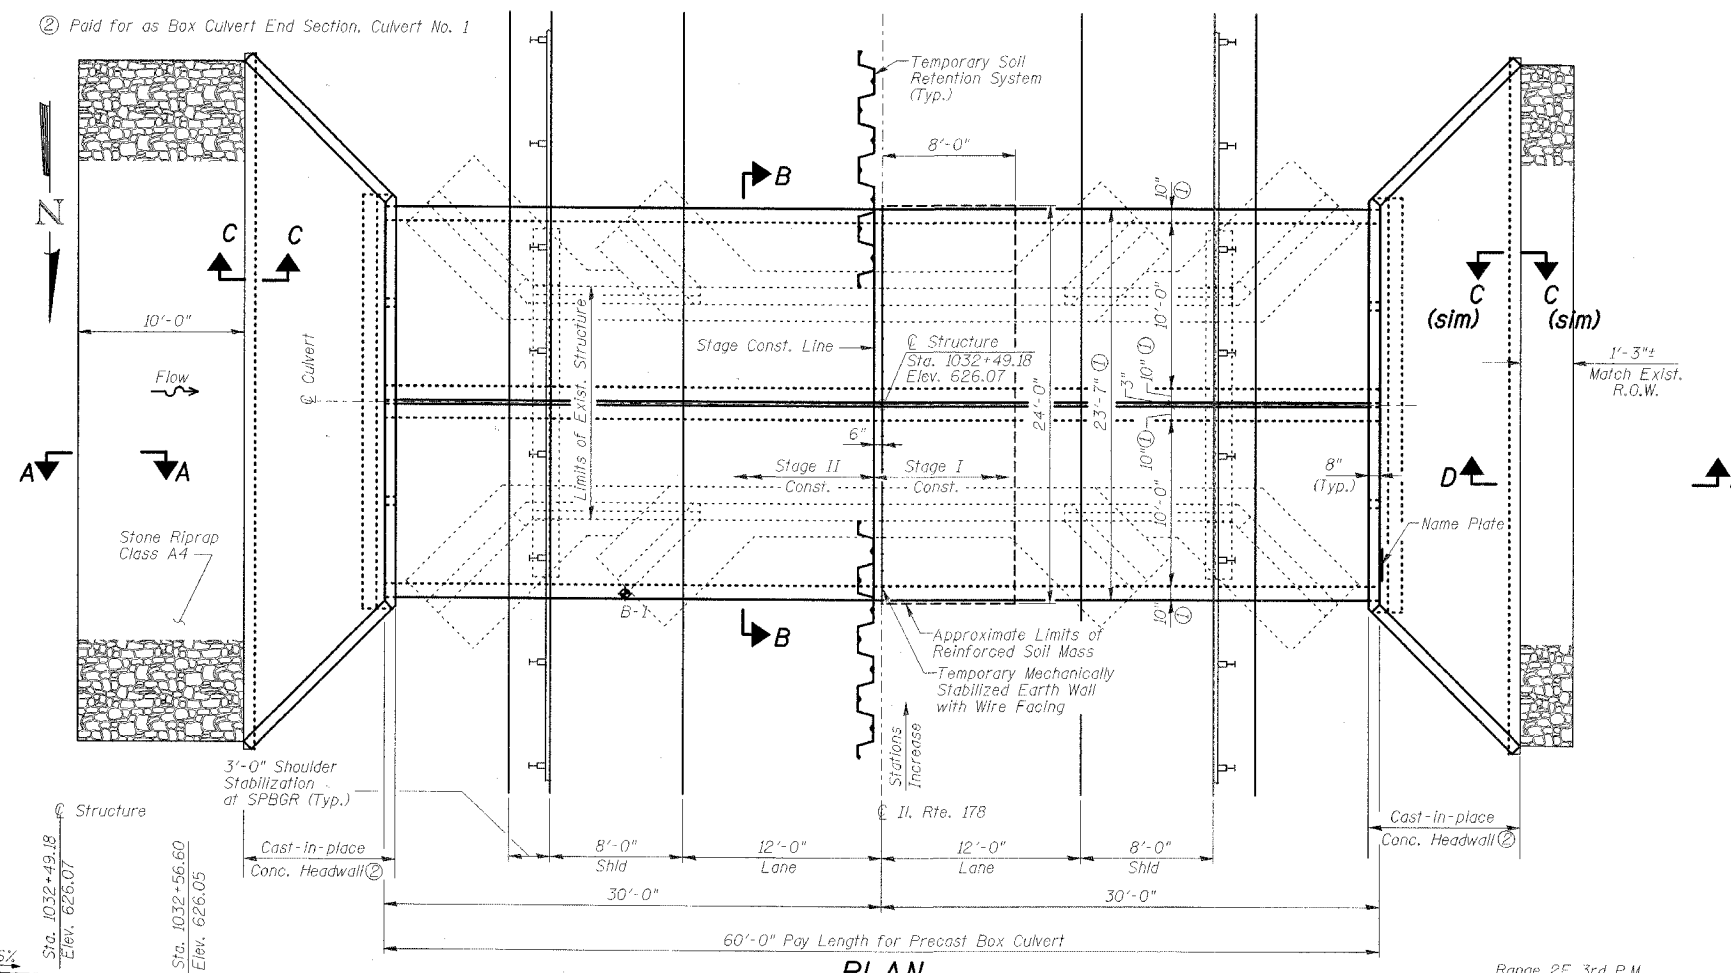 ② Paid for as Box Culvert End Section, Culvert No. 1
Temporary Soil
Retention System
(Typ.)
8'-0"
B
10"
①
N
C
C
10'-0"
℄ Culvert
Flow
Limits of Exist. Structure
Stage Const. Line
℄ Structure
Sta. 1032+49.18
Elev. 626.07
24'-0"
23'-7" ①
3"
10" ①
10'-0"
C
(sim)
C
(sim)
1'-3"±
Match Exist.
R.O.W.
6"
A
A
Stage II
Const.
Stage I
Const.
10" ①
10'-0"
8"
(Typ.)
D
Name Plate
Stone Riprap
Class A4
B-1
B
10"
①
Approximate Limits of
Reinforced Soil Mass
Temporary Mechanically
Stabilized Earth Wall
with Wire Facing
Stations
Increase
3'-0" Shoulder
Stabilization
at SPBGR (Typ.)
℄ Il. Rte. 178
℄ Structure
Sta. 1032+49.18
Elev. 626.07
Sta. 1032+56.60
Elev. 626.05
Cast-in-place
Conc. Headwall ②
8'-0"
Shld
12'-0"
Lane
12'-0"
Lane
8'-0"
Shld
Cast-in-place
Conc. Headwall ②
30'-0"
30'-0"
60'-0" Pay Length for Precast Box Culvert
PLAN
Range 2E, 3rd P.M.